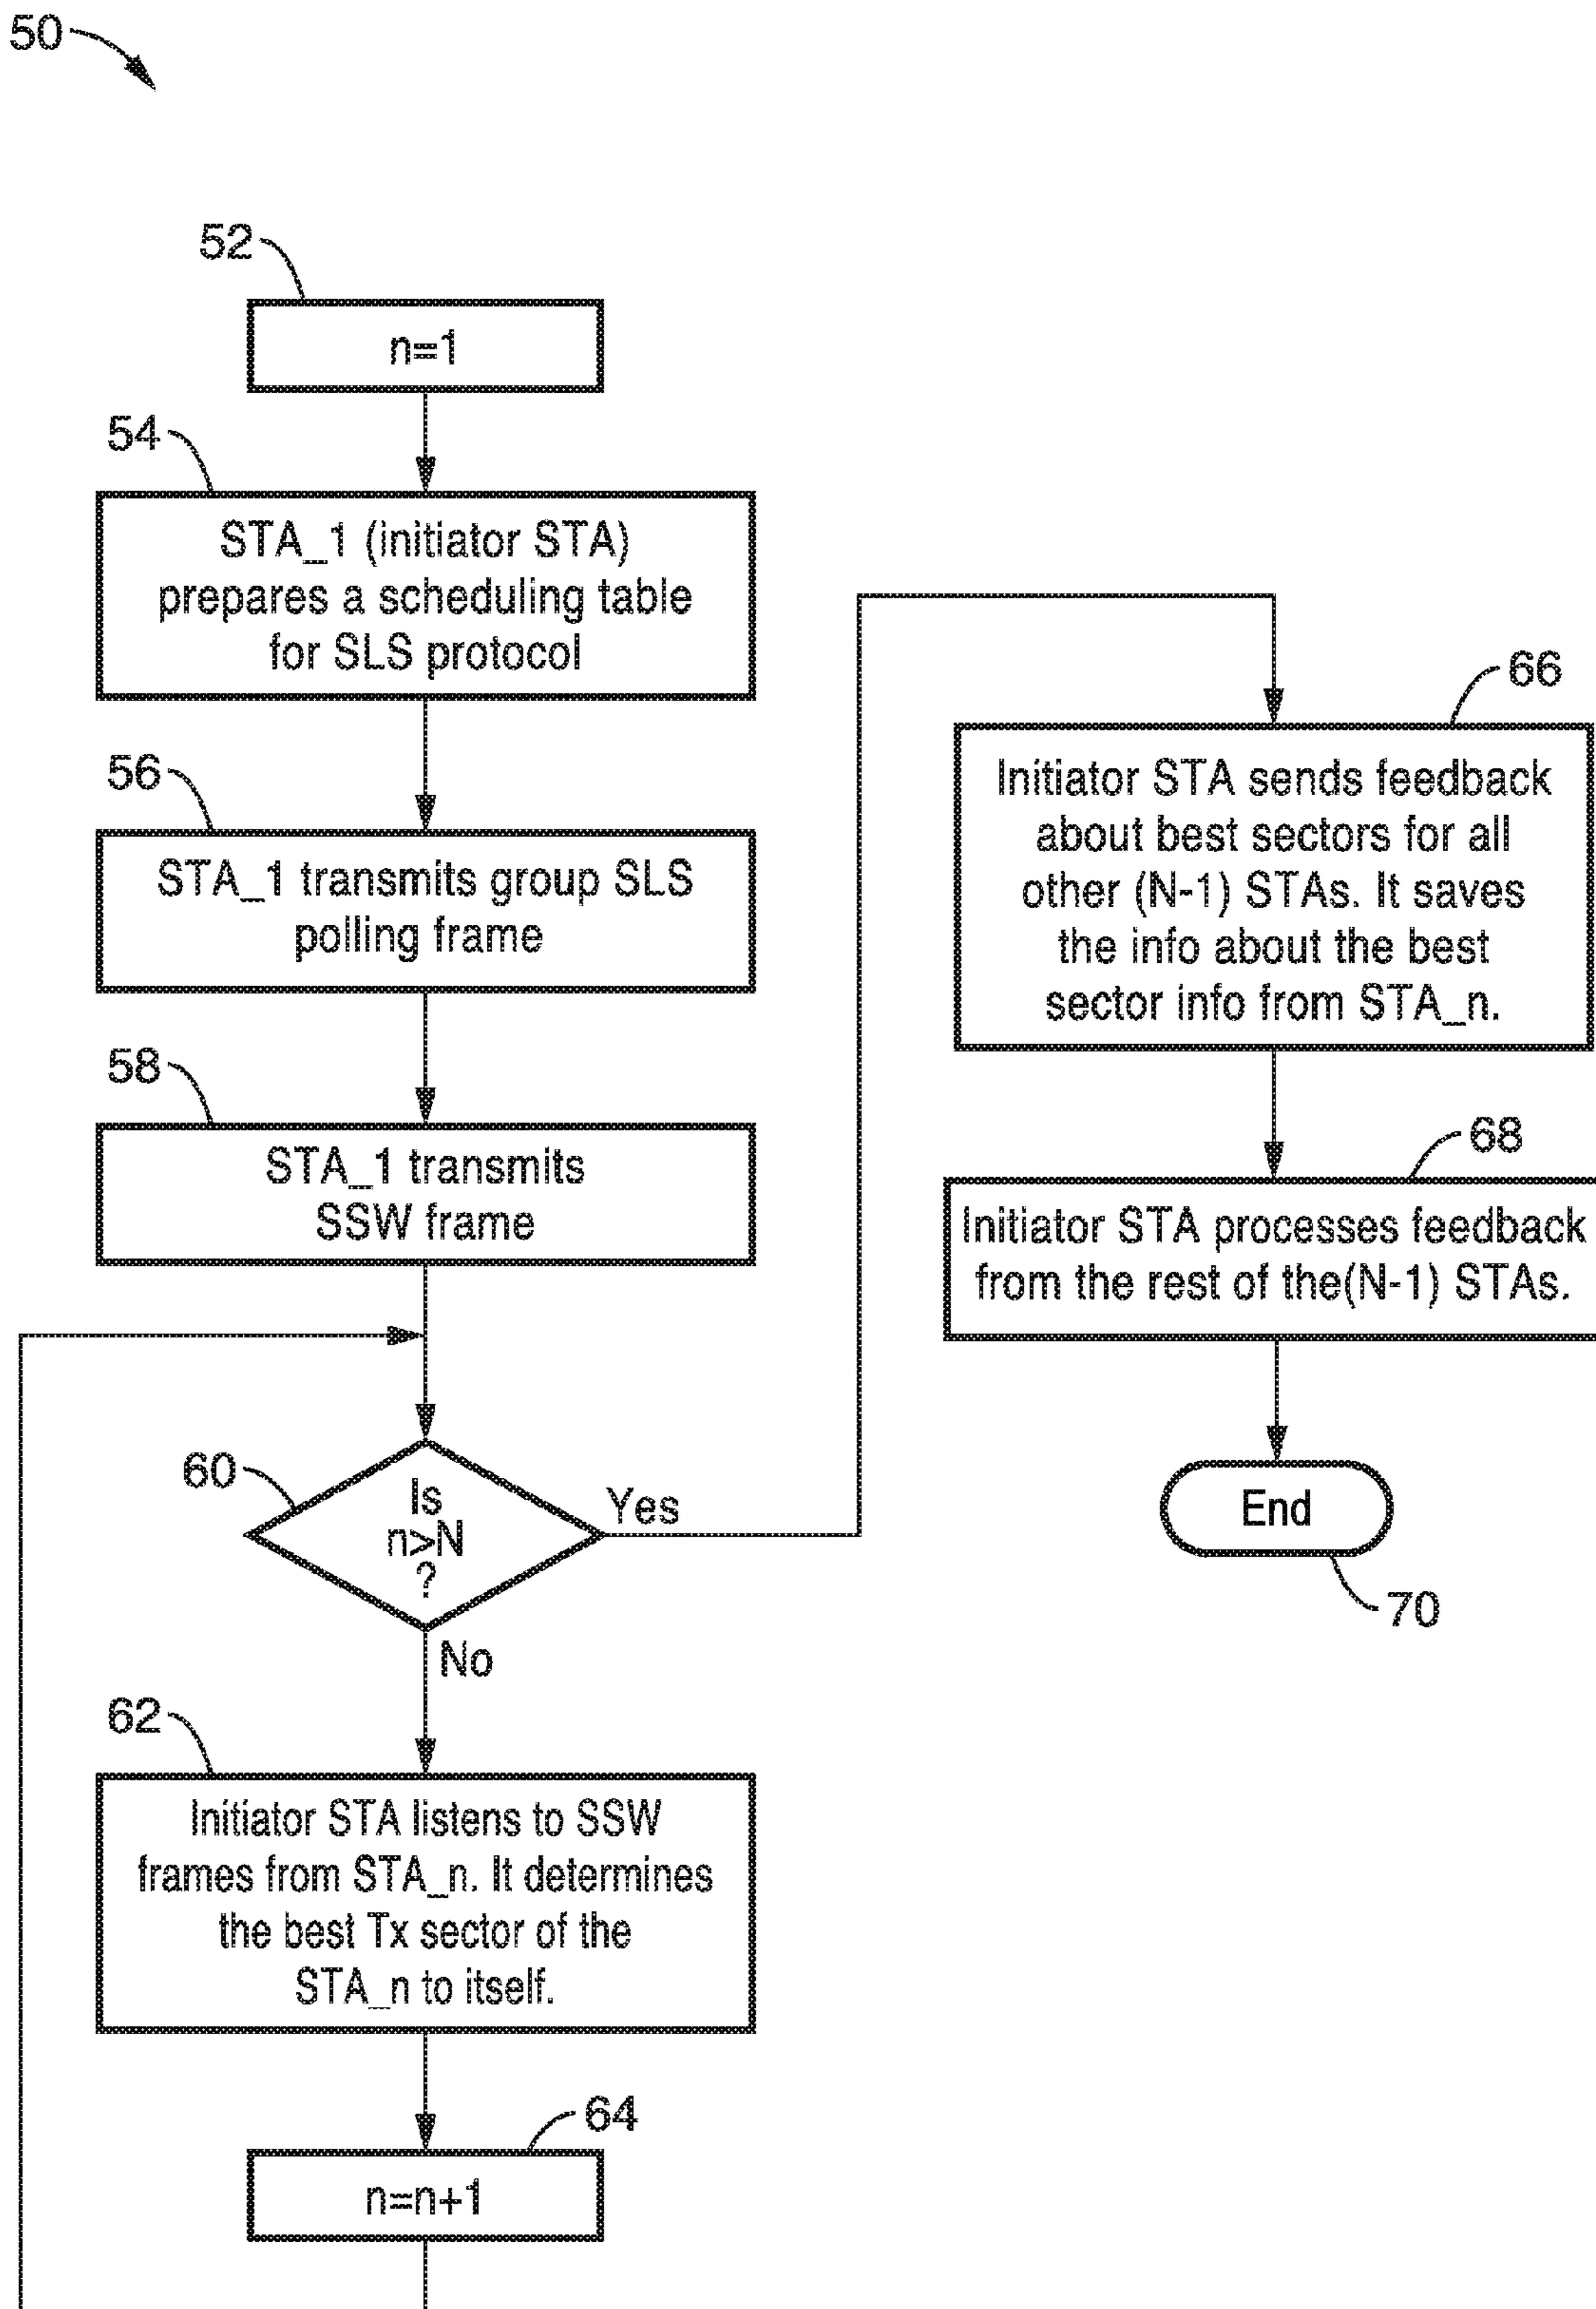 50
52
n=1
54
STA_1 (initiator STA)
prepares a scheduling table
for SLS protocol
56
STA_1 transmits group SLS
polling frame
58
STA_1 transmits
SSW frame
60
Is
n>N
?
Yes
No
62
Initiator STA listens to SSW
frames from STA_n. It determines
the best Tx sector of the
STA_n to itself.
64
n=n+1
66
Initiator STA sends feedback
about best sectors for all
other (N-1) STAs. It saves
the info about the best
sector info from STA_n.
68
Initiator STA processes feedback
from the rest of the(N-1) STAs.
End
70